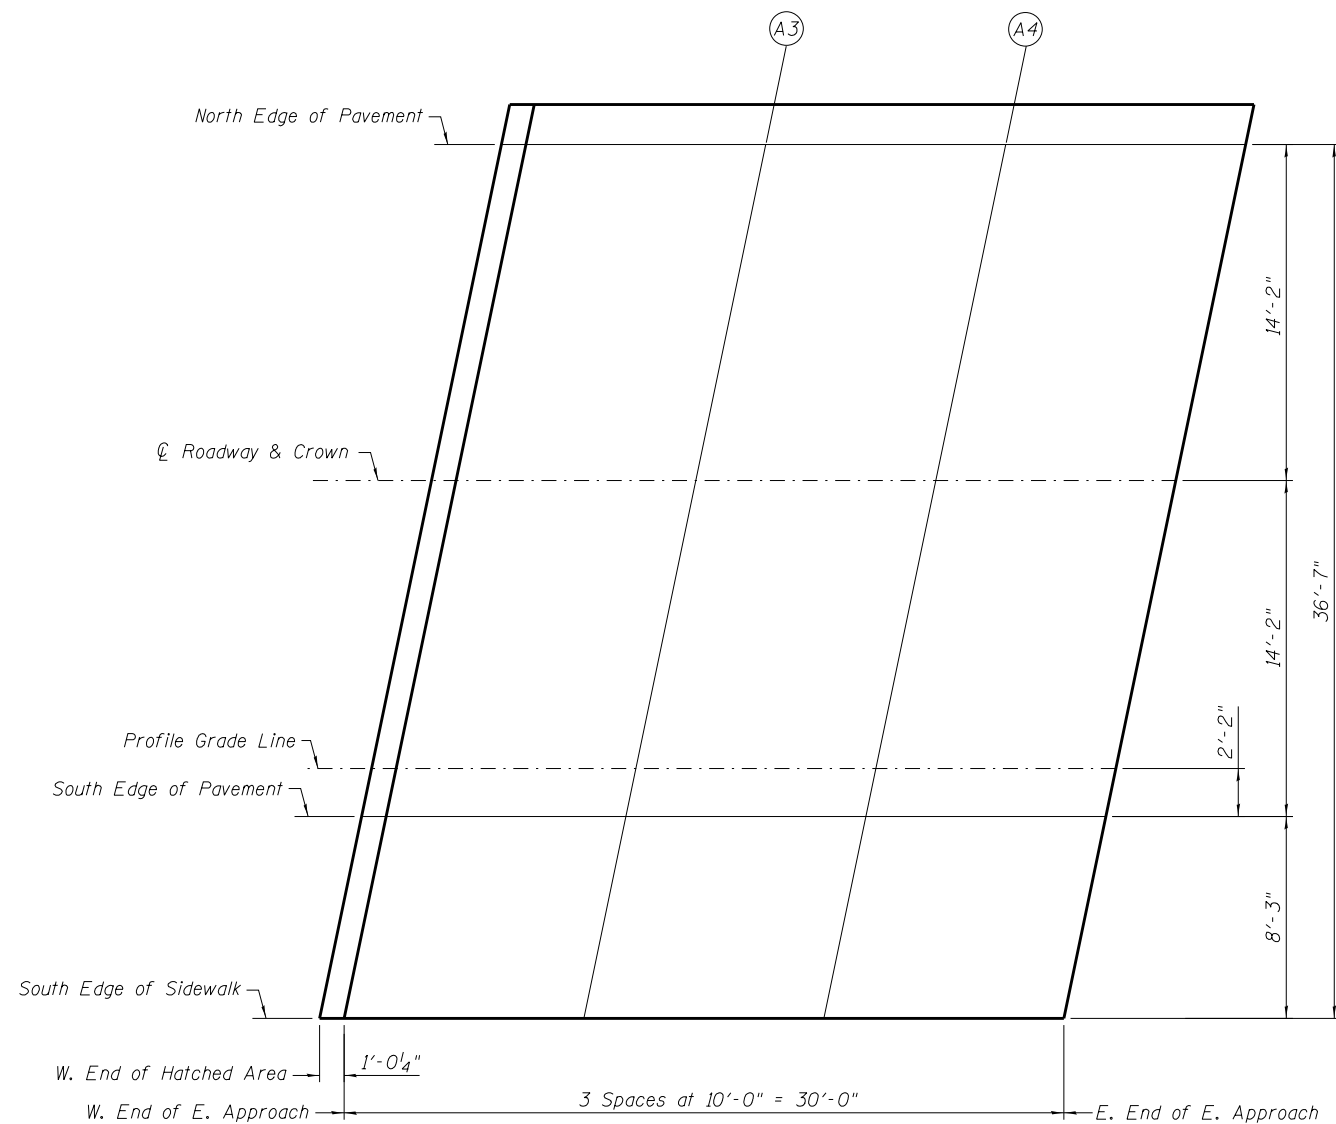 A3
A4
North Edge of Pavement
14'-2"
℄ Roadway & Crown
36'-7"
14'-2"
2'-2"
Profile Grade Line
South Edge of Pavement
8'-3"
South Edge of Sidewalk
1'-0¼"
W. End of Hatched Area
3 Spaces at 10'-0" = 30'-0"
W. End of E. Approach
E. End of E. Approach